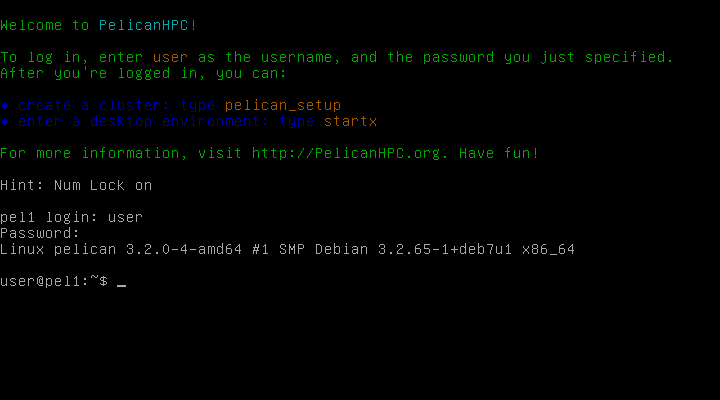 Welcome to PelicanHPC!
To log in, enter user as the username, and the password you just specified.
After you're logged in, you can:
* create a cluster: type pelican_setup
* enter a desktop environment: type startx
For more information, visit http://PelicanHPC.org. Have fun!
Hint: Num Lock on
pel1 login: user
Password:
Linux pelican 3.2.0-4-amd64 #1 SMP Debian 3.2.65-1+deb7u1 x86_64
user@pel1:~$ _